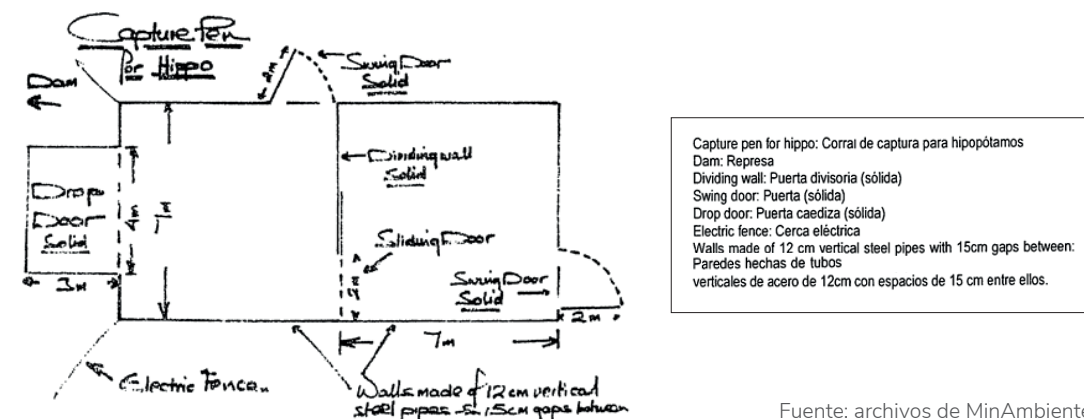 Capture Pen
for Hippo
Dam
2m
Swing Door
Solid
Dividing wall
Solid
Drop
Door
Solid
4m
7m
3m
Sliding Door
Swing Door
Solid
2m
7m
Electric Fence.
Walls made of 12 cm vertical
steel pipes 15cm gaps between
Capture pen for hippo: Corral de captura para hipopótamos
Dam: Represa
Dividing wall: Puerta divisoria (sólida)
Swing door: Puerta (sólida)
Drop door: Puerta caediza (sólida)
Electric fence: Cerca eléctrica
Walls made of 12 cm vertical steel pipes with 15cm gaps between:
Paredes hechas de tubos
verticales de acero de 12cm con espacios de 15 cm entre ellos.
Fuente: archivos de MinAmbiente